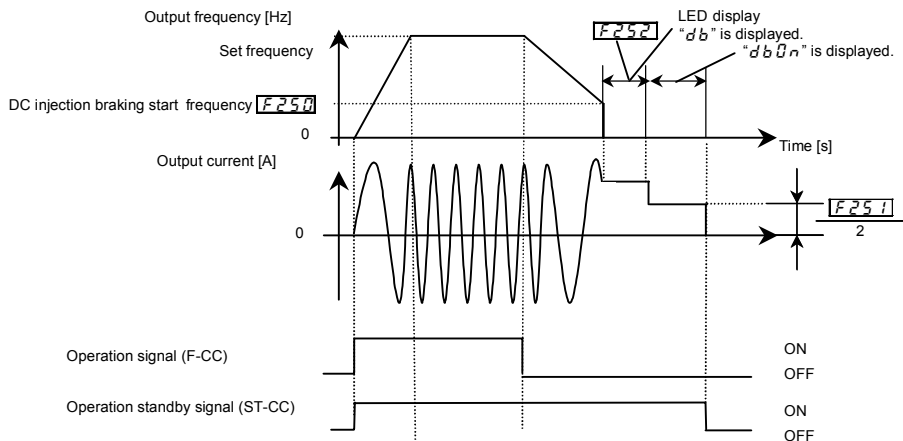 Output frequency [Hz]
LED display
F252
“db” is displayed.
Set frequency
“dbOn” is displayed.
DC injection braking start frequency F250
0
Time [s]
Output current [A]
F251
0
2
Operation signal (F-CC)
ON
OFF
Operation standby signal (ST-CC)
ON
OFF